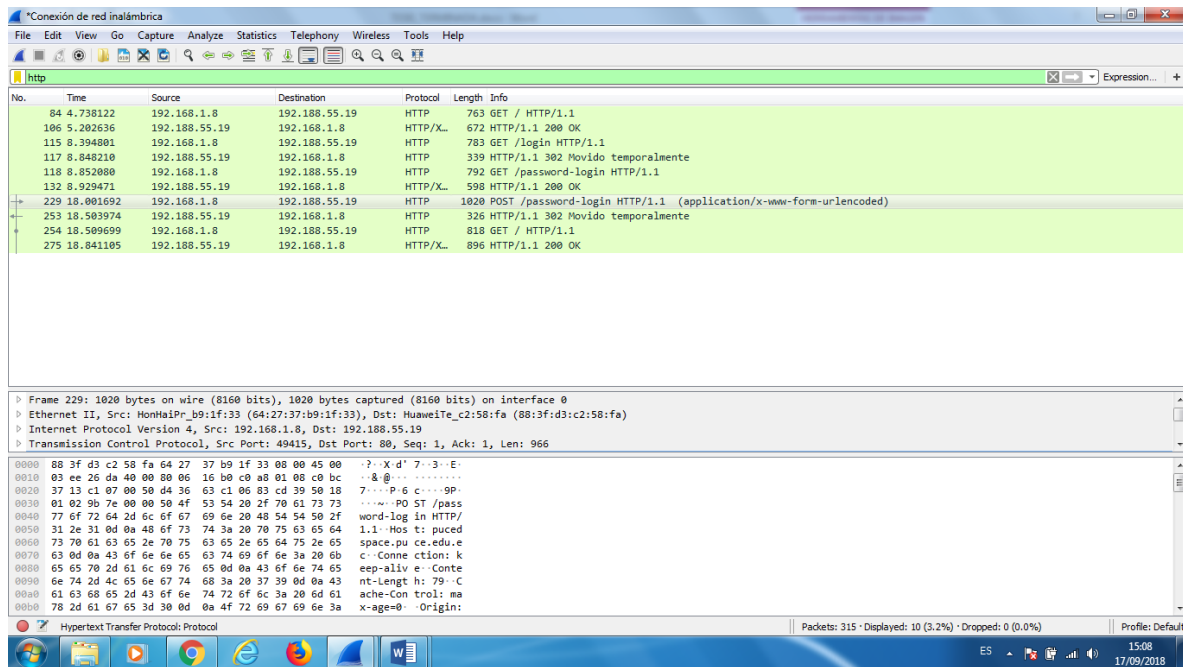 *Conexión de red inalámbrica
File Edit View Go Capture Analyze Statistics Telephony Wireless Tools Help
http Expression... +
No. Time Source Destination Protocol Length Info
84 4.738122 192.168.1.8 192.188.55.19 HTTP 763 GET / HTTP/1.1
106 5.202636 192.188.55.19 192.168.1.8 HTTP/X… 672 HTTP/1.1 200 OK
115 8.394801 192.168.1.8 192.188.55.19 HTTP 783 GET /login HTTP/1.1
117 8.848210 192.188.55.19 192.168.1.8 HTTP 339 HTTP/1.1 302 Movido temporalmente
118 8.852080 192.168.1.8 192.188.55.19 HTTP 792 GET /password-login HTTP/1.1
132 8.929471 192.188.55.19 192.168.1.8 HTTP/X… 598 HTTP/1.1 200 OK
229 18.001692 192.168.1.8 192.188.55.19 HTTP 1020 POST /password-login HTTP/1.1 (application/x-www-form-urlencoded)
253 18.503974 192.188.55.19 192.168.1.8 HTTP 326 HTTP/1.1 302 Movido temporalmente
254 18.509699 192.168.1.8 192.188.55.19 HTTP 818 GET / HTTP/1.1
275 18.841105 192.188.55.19 192.168.1.8 HTTP/X… 896 HTTP/1.1 200 OK
Frame 229: 1020 bytes on wire (8160 bits), 1020 bytes captured (8160 bits) on interface 0
Ethernet II, Src: HonHaiPr_b9:1f:33 (64:27:37:b9:1f:33), Dst: HuaweiTe_c2:58:fa (88:3f:d3:c2:58:fa)
Internet Protocol Version 4, Src: 192.168.1.8, Dst: 192.188.55.19
Transmission Control Protocol, Src Port: 49415, Dst Port: 80, Seq: 1, Ack: 1, Len: 966
0000 88 3f d3 c2 58 fa 64 27 37 b9 1f 33 08 00 45 00 ·?··X·d' 7··3··E·
0010 03 ee 26 da 40 00 80 06 16 b0 c0 a8 01 08 c0 bc ··&·@··· ········
0020 37 13 c1 07 00 50 d4 36 63 c1 06 83 cd 39 50 18 7····P·6 c····9P·
0030 01 02 9b 7e 00 00 50 4f 53 54 20 2f 70 61 73 73 ···~··PO ST /pass
0040 77 6f 72 64 2d 6c 6f 67 69 6e 20 48 54 54 50 2f word-log in HTTP/
0050 31 2e 31 0d 0a 48 6f 73 74 3a 20 70 75 63 65 64 1.1··Hos t: puced
0060 73 70 61 63 65 2e 70 75 63 65 2e 65 64 75 2e 65 space.pu ce.edu.e
0070 63 0d 0a 43 6f 6e 6e 65 63 74 69 6f 6e 3a 20 6b c··Conne ction: k
0080 65 65 70 2d 61 6c 69 76 65 0d 0a 43 6f 6e 74 65 eep-aliv e··Conte
0090 6e 74 2d 4c 65 6e 67 74 68 3a 20 37 39 0d 0a 43 nt-Lengt h: 79··C
00a0 61 63 68 65 2d 43 6f 6e 74 72 6f 6c 3a 20 6d 61 ache-Con trol: ma
00b0 78 2d 61 67 65 3d 30 0d 0a 4f 72 69 67 69 6e 3a x-age=0· ·Origin:
Hypertext Transfer Protocol: Protocol Packets: 315 · Displayed: 10 (3.2%) · Dropped: 0 (0.0%) Profile: Default
ES 15:08
17/09/2018